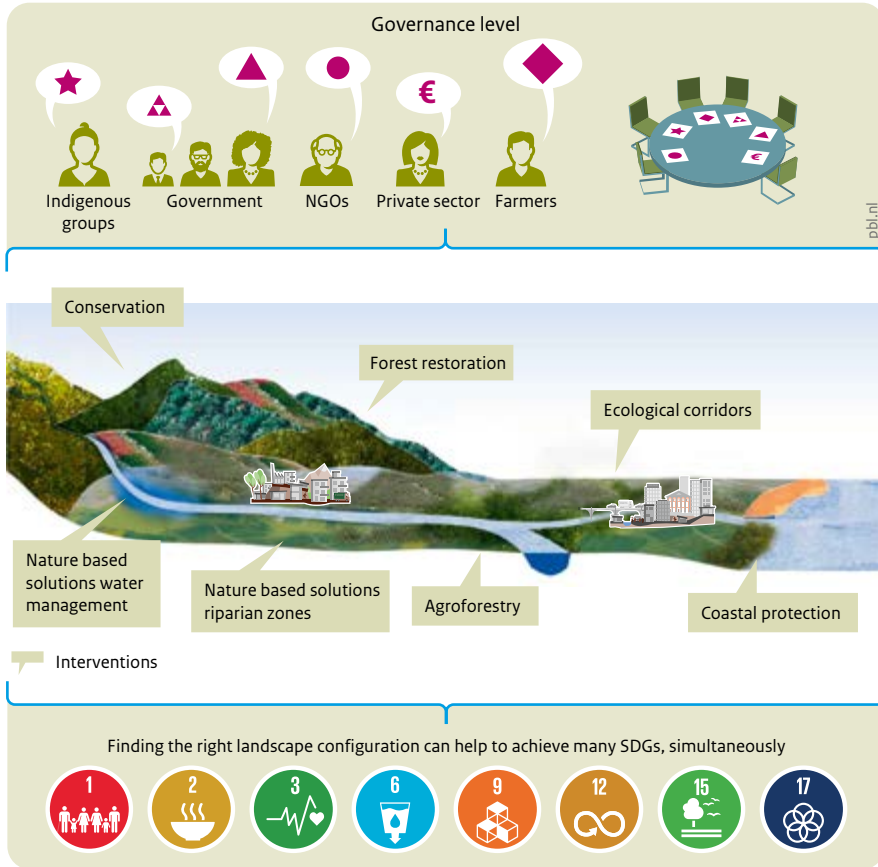 Governance level
€
€
Indigenous
groups
Government
NGOs
Private sector
Farmers
pbl.nl
Conservation
Forest restoration
Ecological corridors
Nature based
solutions water
management
Nature based solutions
riparian zones
Agroforestry
Coastal protection
Interventions
Finding the right landscape configuration can help to achieve many SDGs, simultaneously
1
2
3
6
9
12
15
17